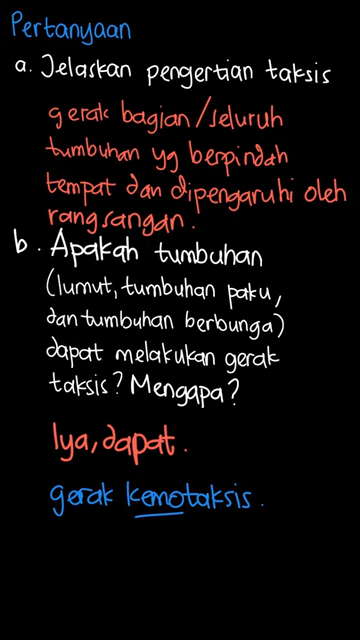 Pertanyaan
a. Jelaskan pengertian taksis
gerak bagian/seluruh
tumbuhan yg berpindah
tempat dan dipengaruhi oleh
rangsangan.
b. Apakah tumbuhan
(lumut, tumbuhan paku,
dan tumbuhan berbunga)
dapat melakukan gerak
taksis? Mengapa?
Iya, dapat.
gerak kemotaksis.